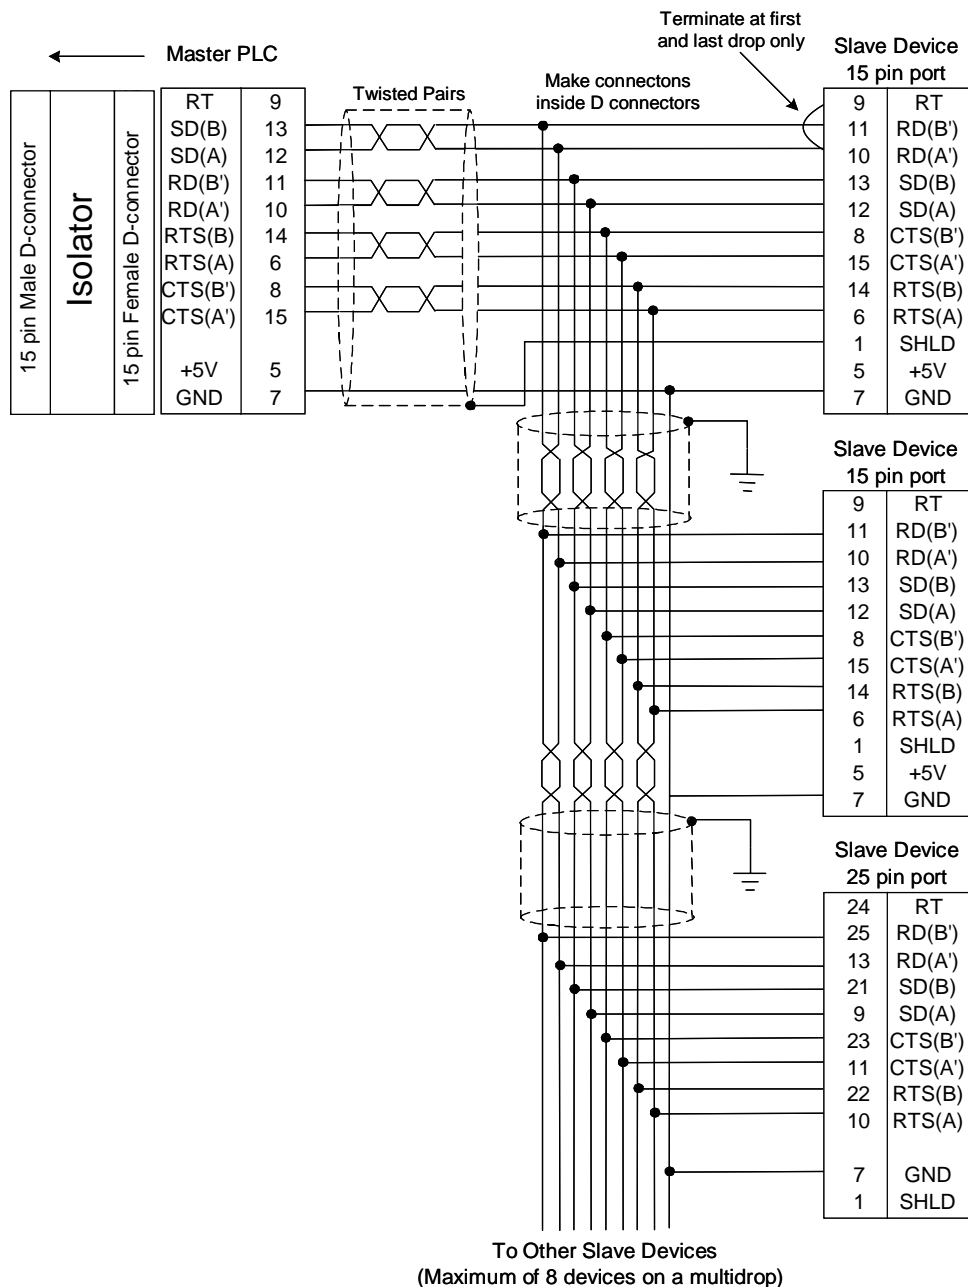 Terminate at first
and last drop only
Master PLC
Twisted Pairs
Make connectons
inside D connectors
15 pin Male D-connector
Isolator
15 pin Female D-connector
RT 9
SD(B) 13
SD(A) 12
RD(B') 11
RD(A') 10
RTS(B) 14
RTS(A) 6
CTS(B') 8
CTS(A') 15
+5V 5
GND 7
Slave Device
15 pin port
9 RT
11 RD(B')
10 RD(A')
13 SD(B)
12 SD(A)
8 CTS(B')
15 CTS(A')
14 RTS(B)
6 RTS(A)
1 SHLD
5 +5V
7 GND
Slave Device
15 pin port
9 RT
11 RD(B')
10 RD(A')
13 SD(B)
12 SD(A)
8 CTS(B')
15 CTS(A')
14 RTS(B)
6 RTS(A)
1 SHLD
5 +5V
7 GND
Slave Device
25 pin port
24 RT
25 RD(B')
13 RD(A')
21 SD(B)
9 SD(A)
23 CTS(B')
11 CTS(A')
22 RTS(B)
10 RTS(A)
7 GND
1 SHLD
To Other Slave Devices
(Maximum of 8 devices on a multidrop)